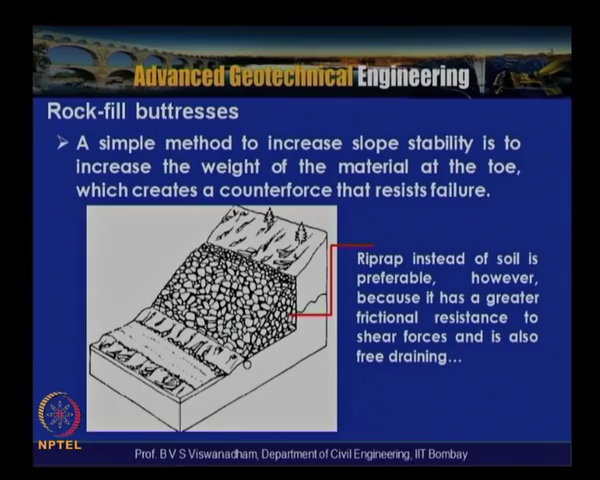 Advanced Geotechnical Engineering
Rock-fill buttresses
➢ A simple method to increase slope stability is to
increase the weight of the material at the toe,
which creates a counterforce that resists failure.
Riprap instead of soil is
preferable, however,
because it has a greater
frictional resistance to
shear forces and is also
free draining…
NPTEL
Prof. B V S Viswanadham, Department of Civil Engineering, IIT Bombay